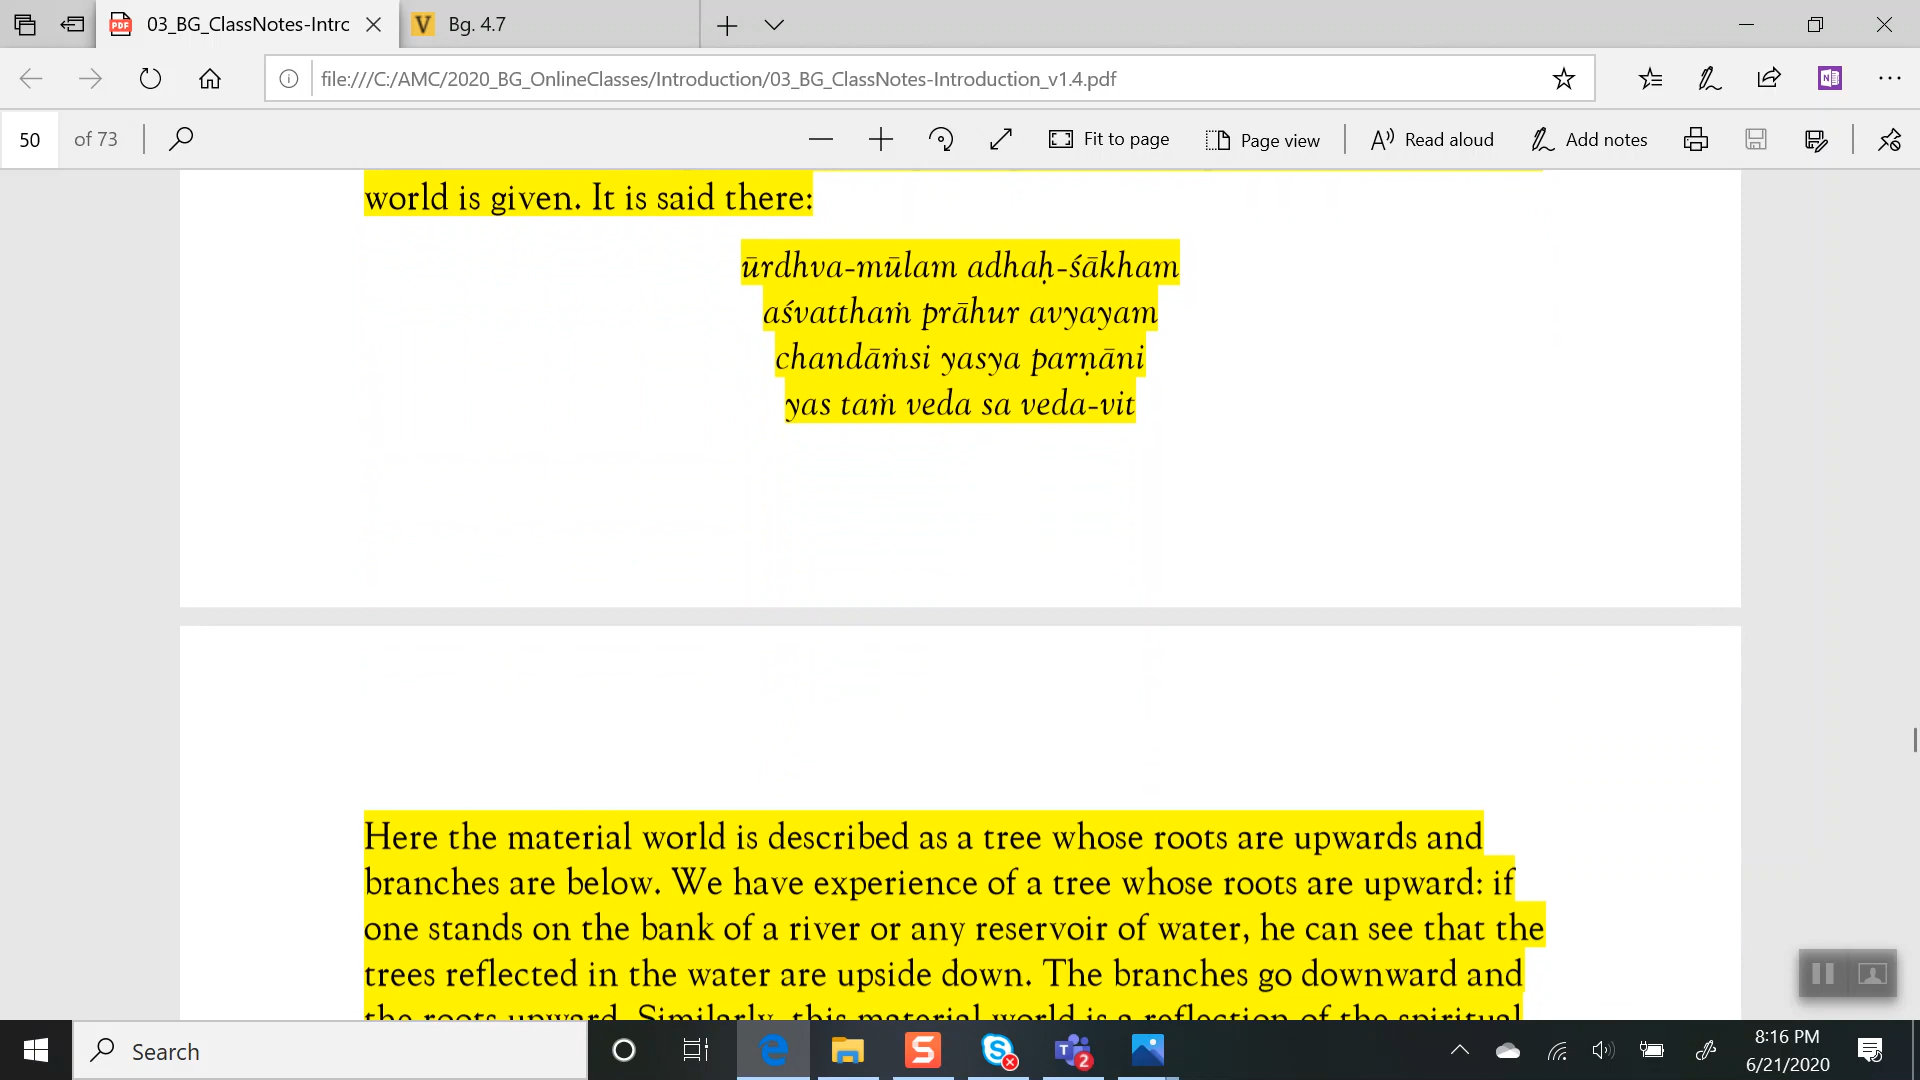 03_BG_ClassNotes-Intro
Bg. 4.7
file:///C:/AMC/2020_BG_OnlineClasses/Introduction/03_BG_ClassNotes-Introduction_v1.4.pdf
50 of 73
Fit to page
Page view
Read aloud
Add notes
world is given. It is said there:
ūrdhva-mūlam adhaḥ-śākham
aśvatthaṁ prāhur avyayam
chandāṁsi yasya parṇāni
yas taṁ veda sa veda-vit
Here the material world is described as a tree whose roots are upwards and
branches are below. We have experience of a tree whose roots are upward: if
one stands on the bank of a river or any reservoir of water, he can see that the
trees reflected in the water are upside down. The branches go downward and
the roots upward. Similarly, this material world is a reflection of the spiritual
Search
2
8:16 PM
6/21/2020